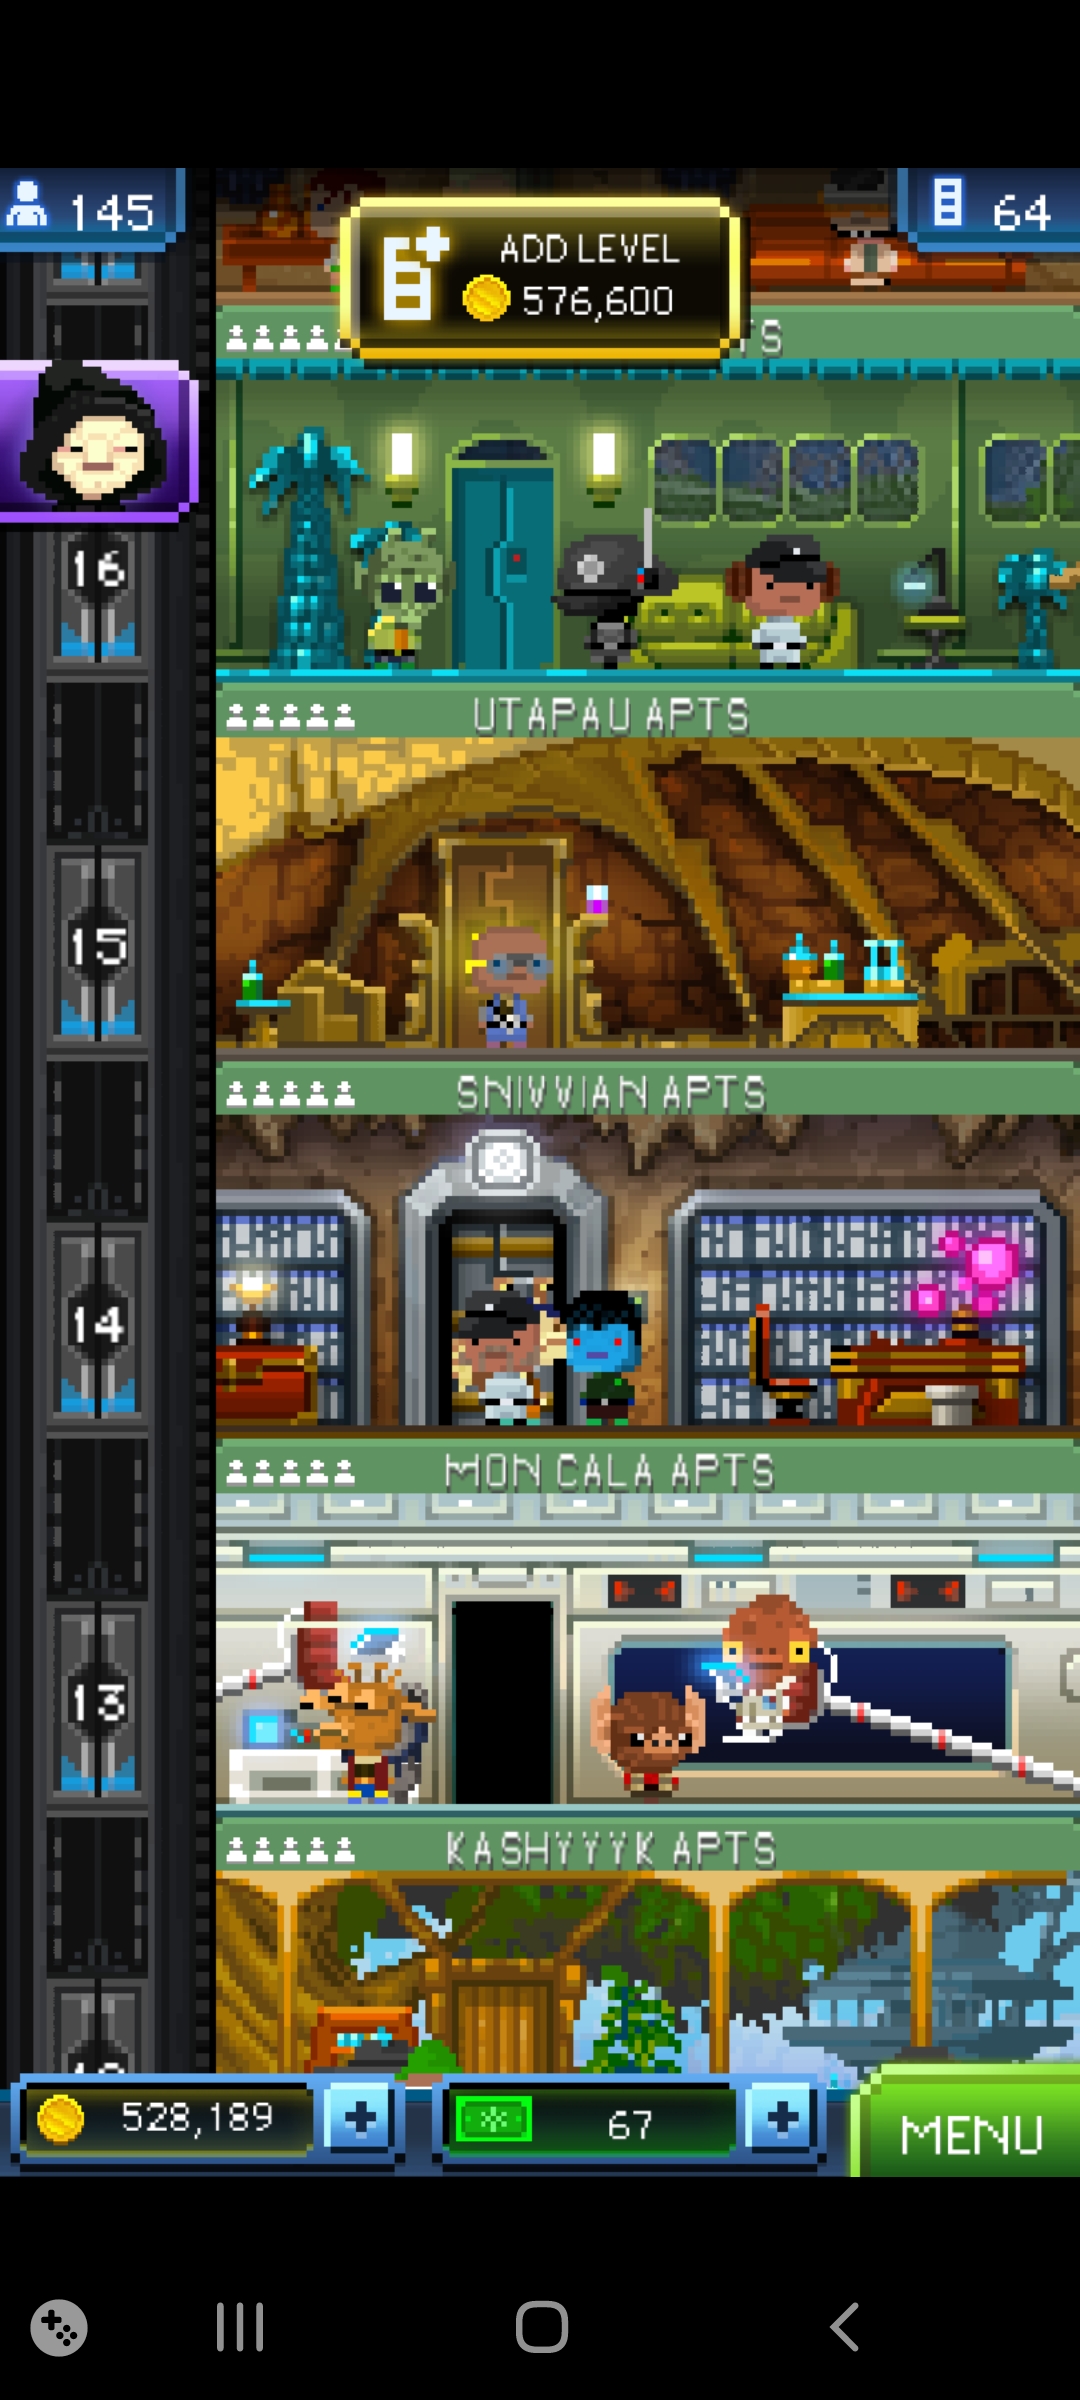 145
ADD LEVEL
576,600
64
TS
16
UTAPAU APTS
15
SNIVVIAN APTS
14
MON CALA APTS
13
KASHYYYK APTS
528,189
67
MENU